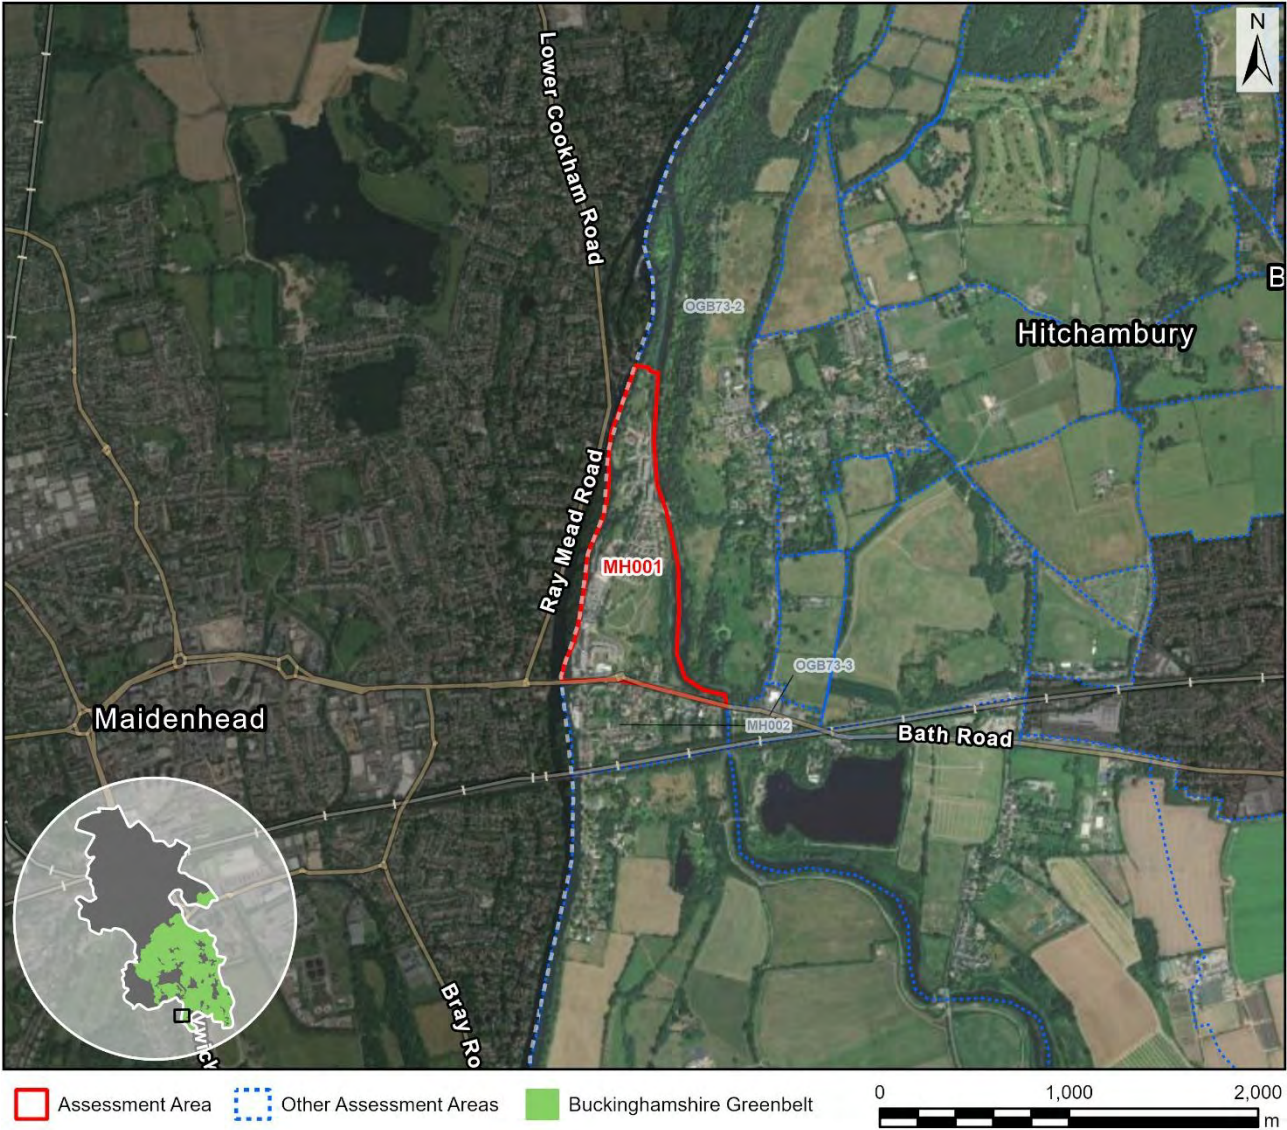 N
Lower Cookham Road
OGB73-2
B
Hitchambury
Ray Mead Road
MH001
OGB73-3
Maidenhead
MH002
Bath Road
Bray Ro
Assessment Area
Other Assessment Areas
Buckinghamshire Greenbelt
0 1,000 2,000
m